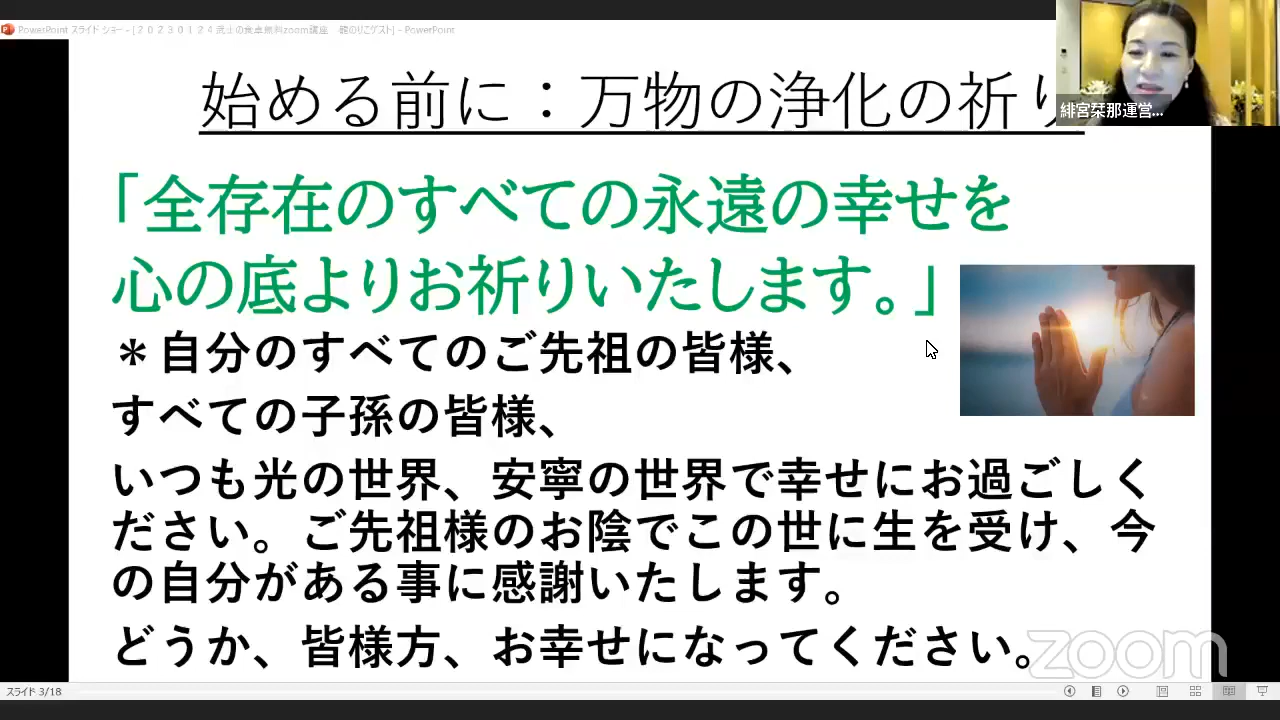 PowerPoint スライド ショー - [２０２３０１２４武士の食卓無料zoom講座　鶴のりこゲスト] - PowerPoint
始める前に：万物の浄化の祈り
緋宮栞那運営...
「全存在のすべての永遠の幸せを
心の底よりお祈りいたします。」
＊自分のすべてのご先祖の皆様、
すべての子孫の皆様、
いつも光の世界、安寧の世界で幸せにお過ごしく
ださい。ご先祖様のお陰でこの世に生を受け、今
の自分がある事に感謝いたします。
どうか、皆様方、お幸せになってください。
zoom
スライド 3/18